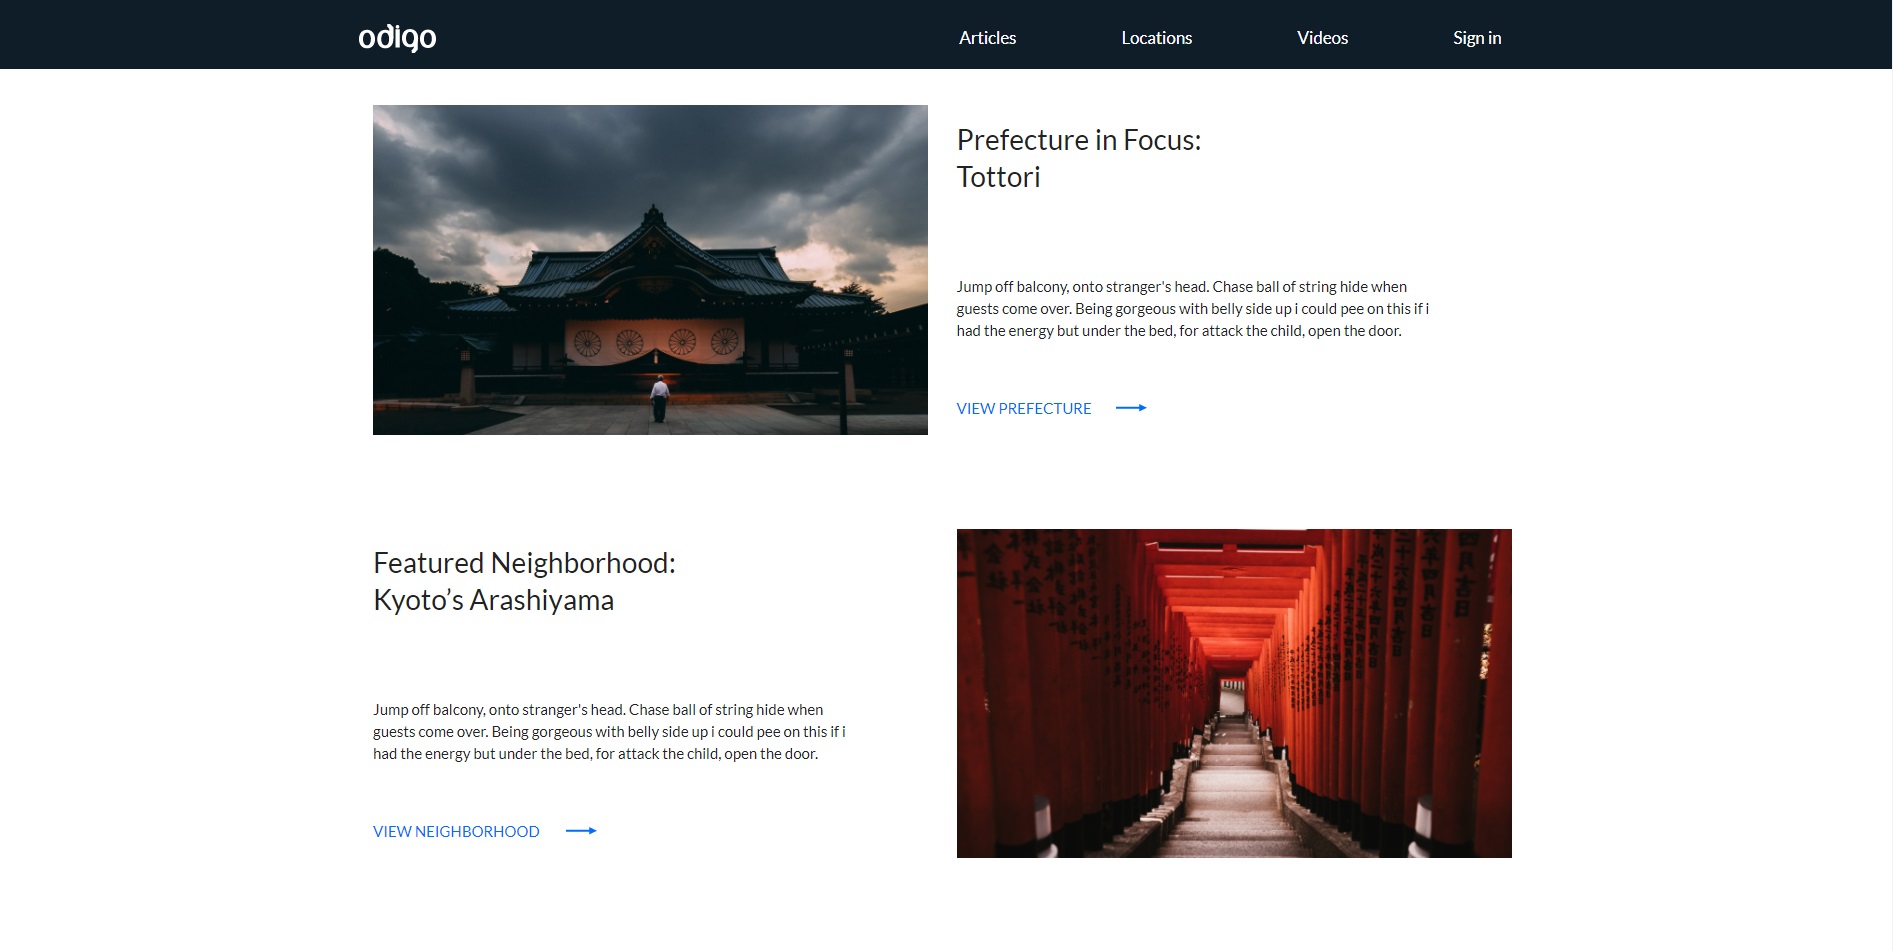 odigo
Articles
Locations
Videos
Sign in
Prefecture in Focus:
Tottori
Jump off balcony, onto stranger's head. Chase ball of string hide when
guests come over. Being gorgeous with belly side up i could pee on this if i
had the energy but under the bed, for attack the child, open the door.
VIEW PREFECTURE
Featured Neighborhood:
Kyoto’s Arashiyama
Jump off balcony, onto stranger's head. Chase ball of string hide when
guests come over. Being gorgeous with belly side up i could pee on this if i
had the energy but under the bed, for attack the child, open the door.
VIEW NEIGHBORHOOD
四月吉日